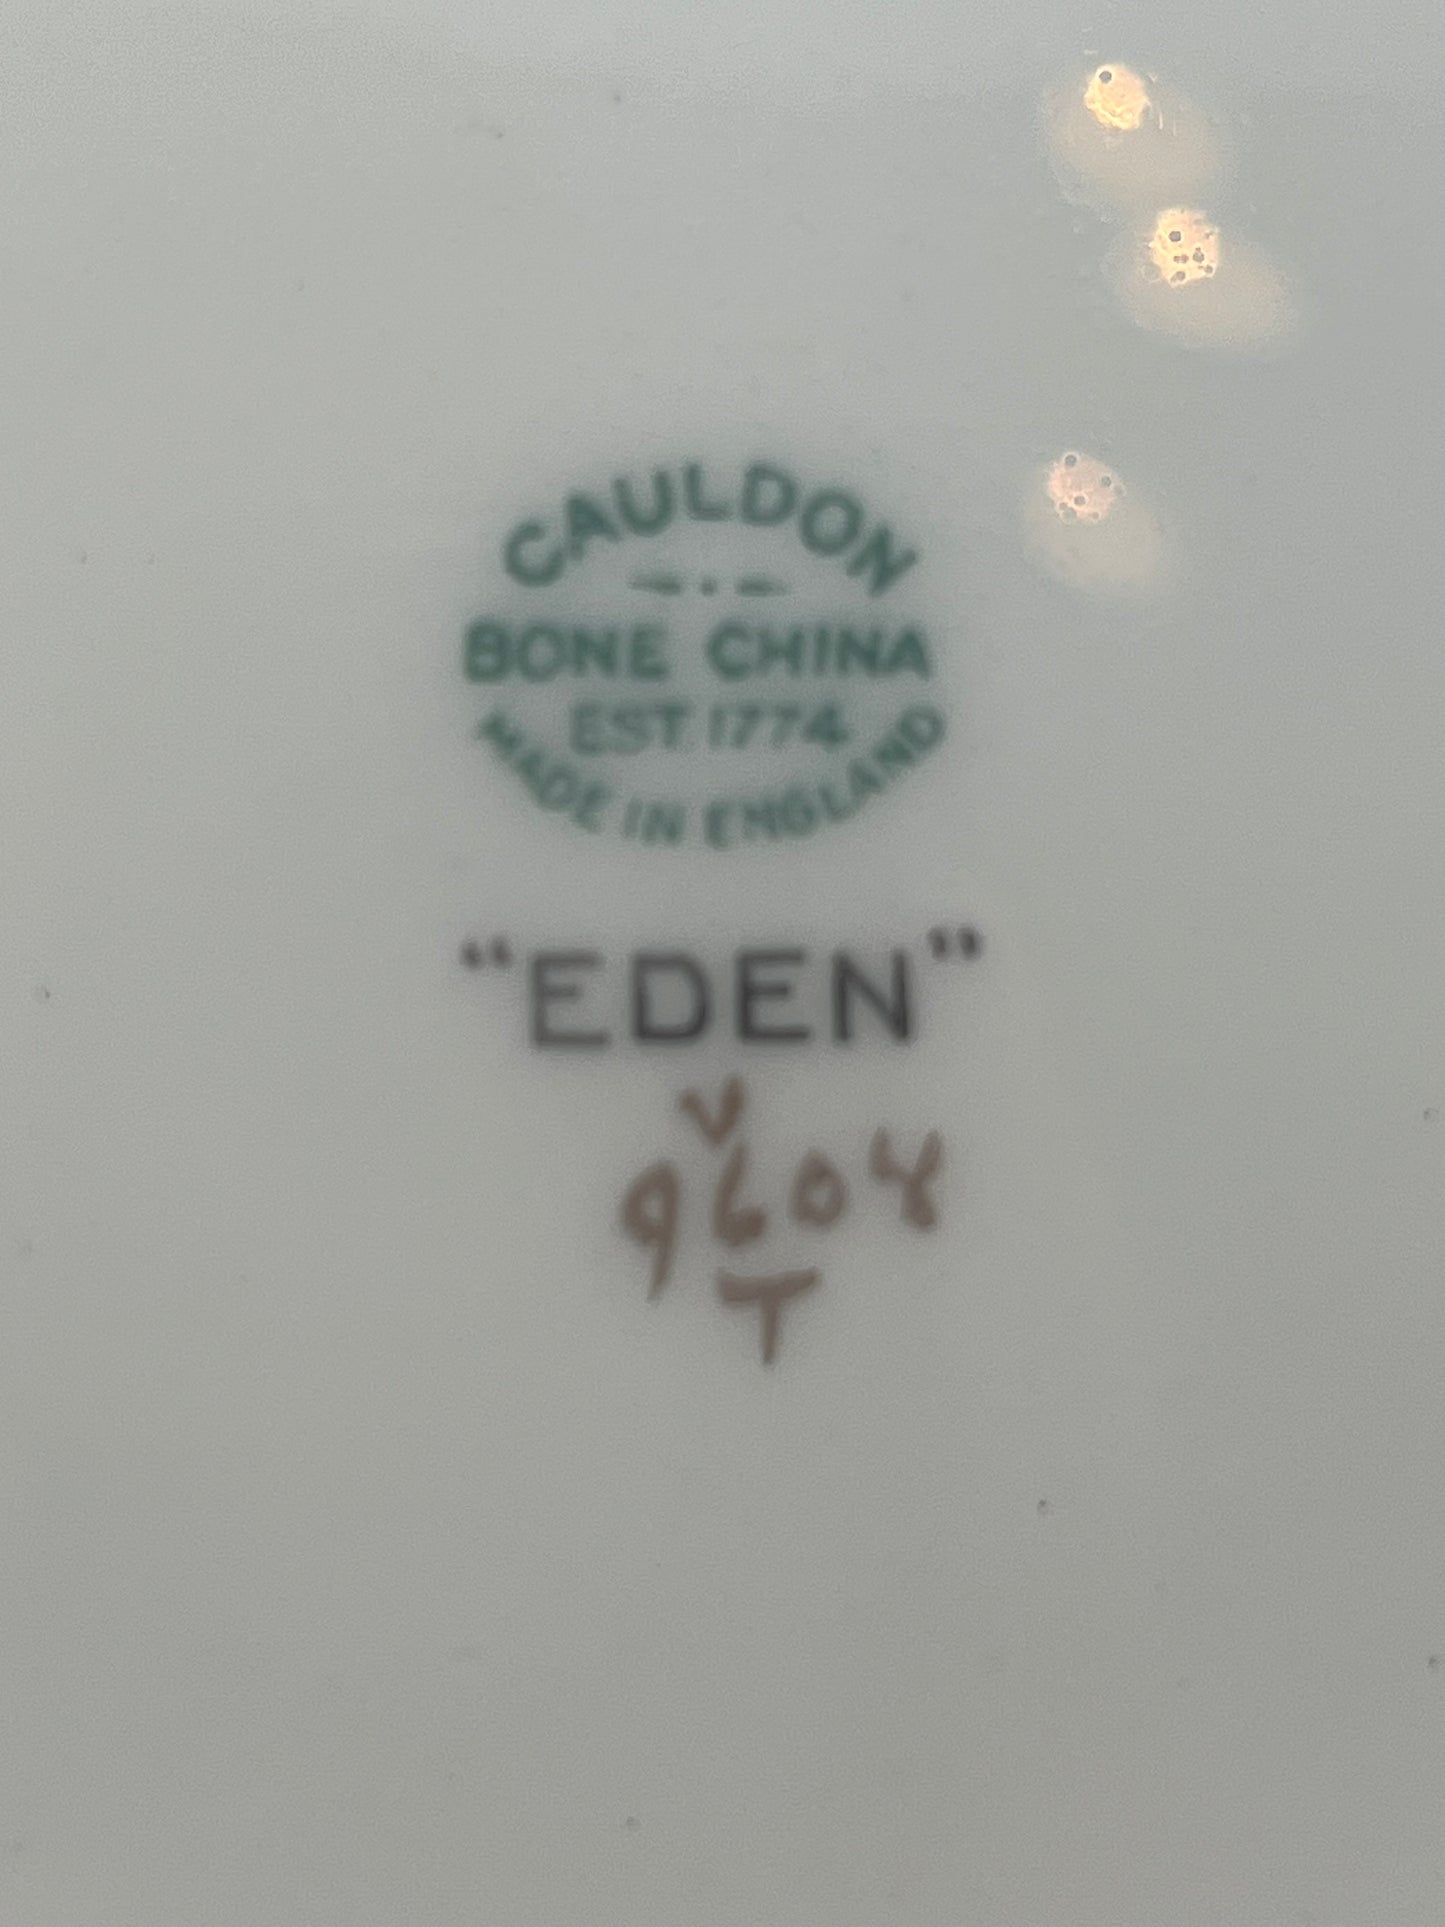 CAULDON
BONE CHINA
EST. 1774
MADE IN ENGLAND
“EDEN”
V
9604
T